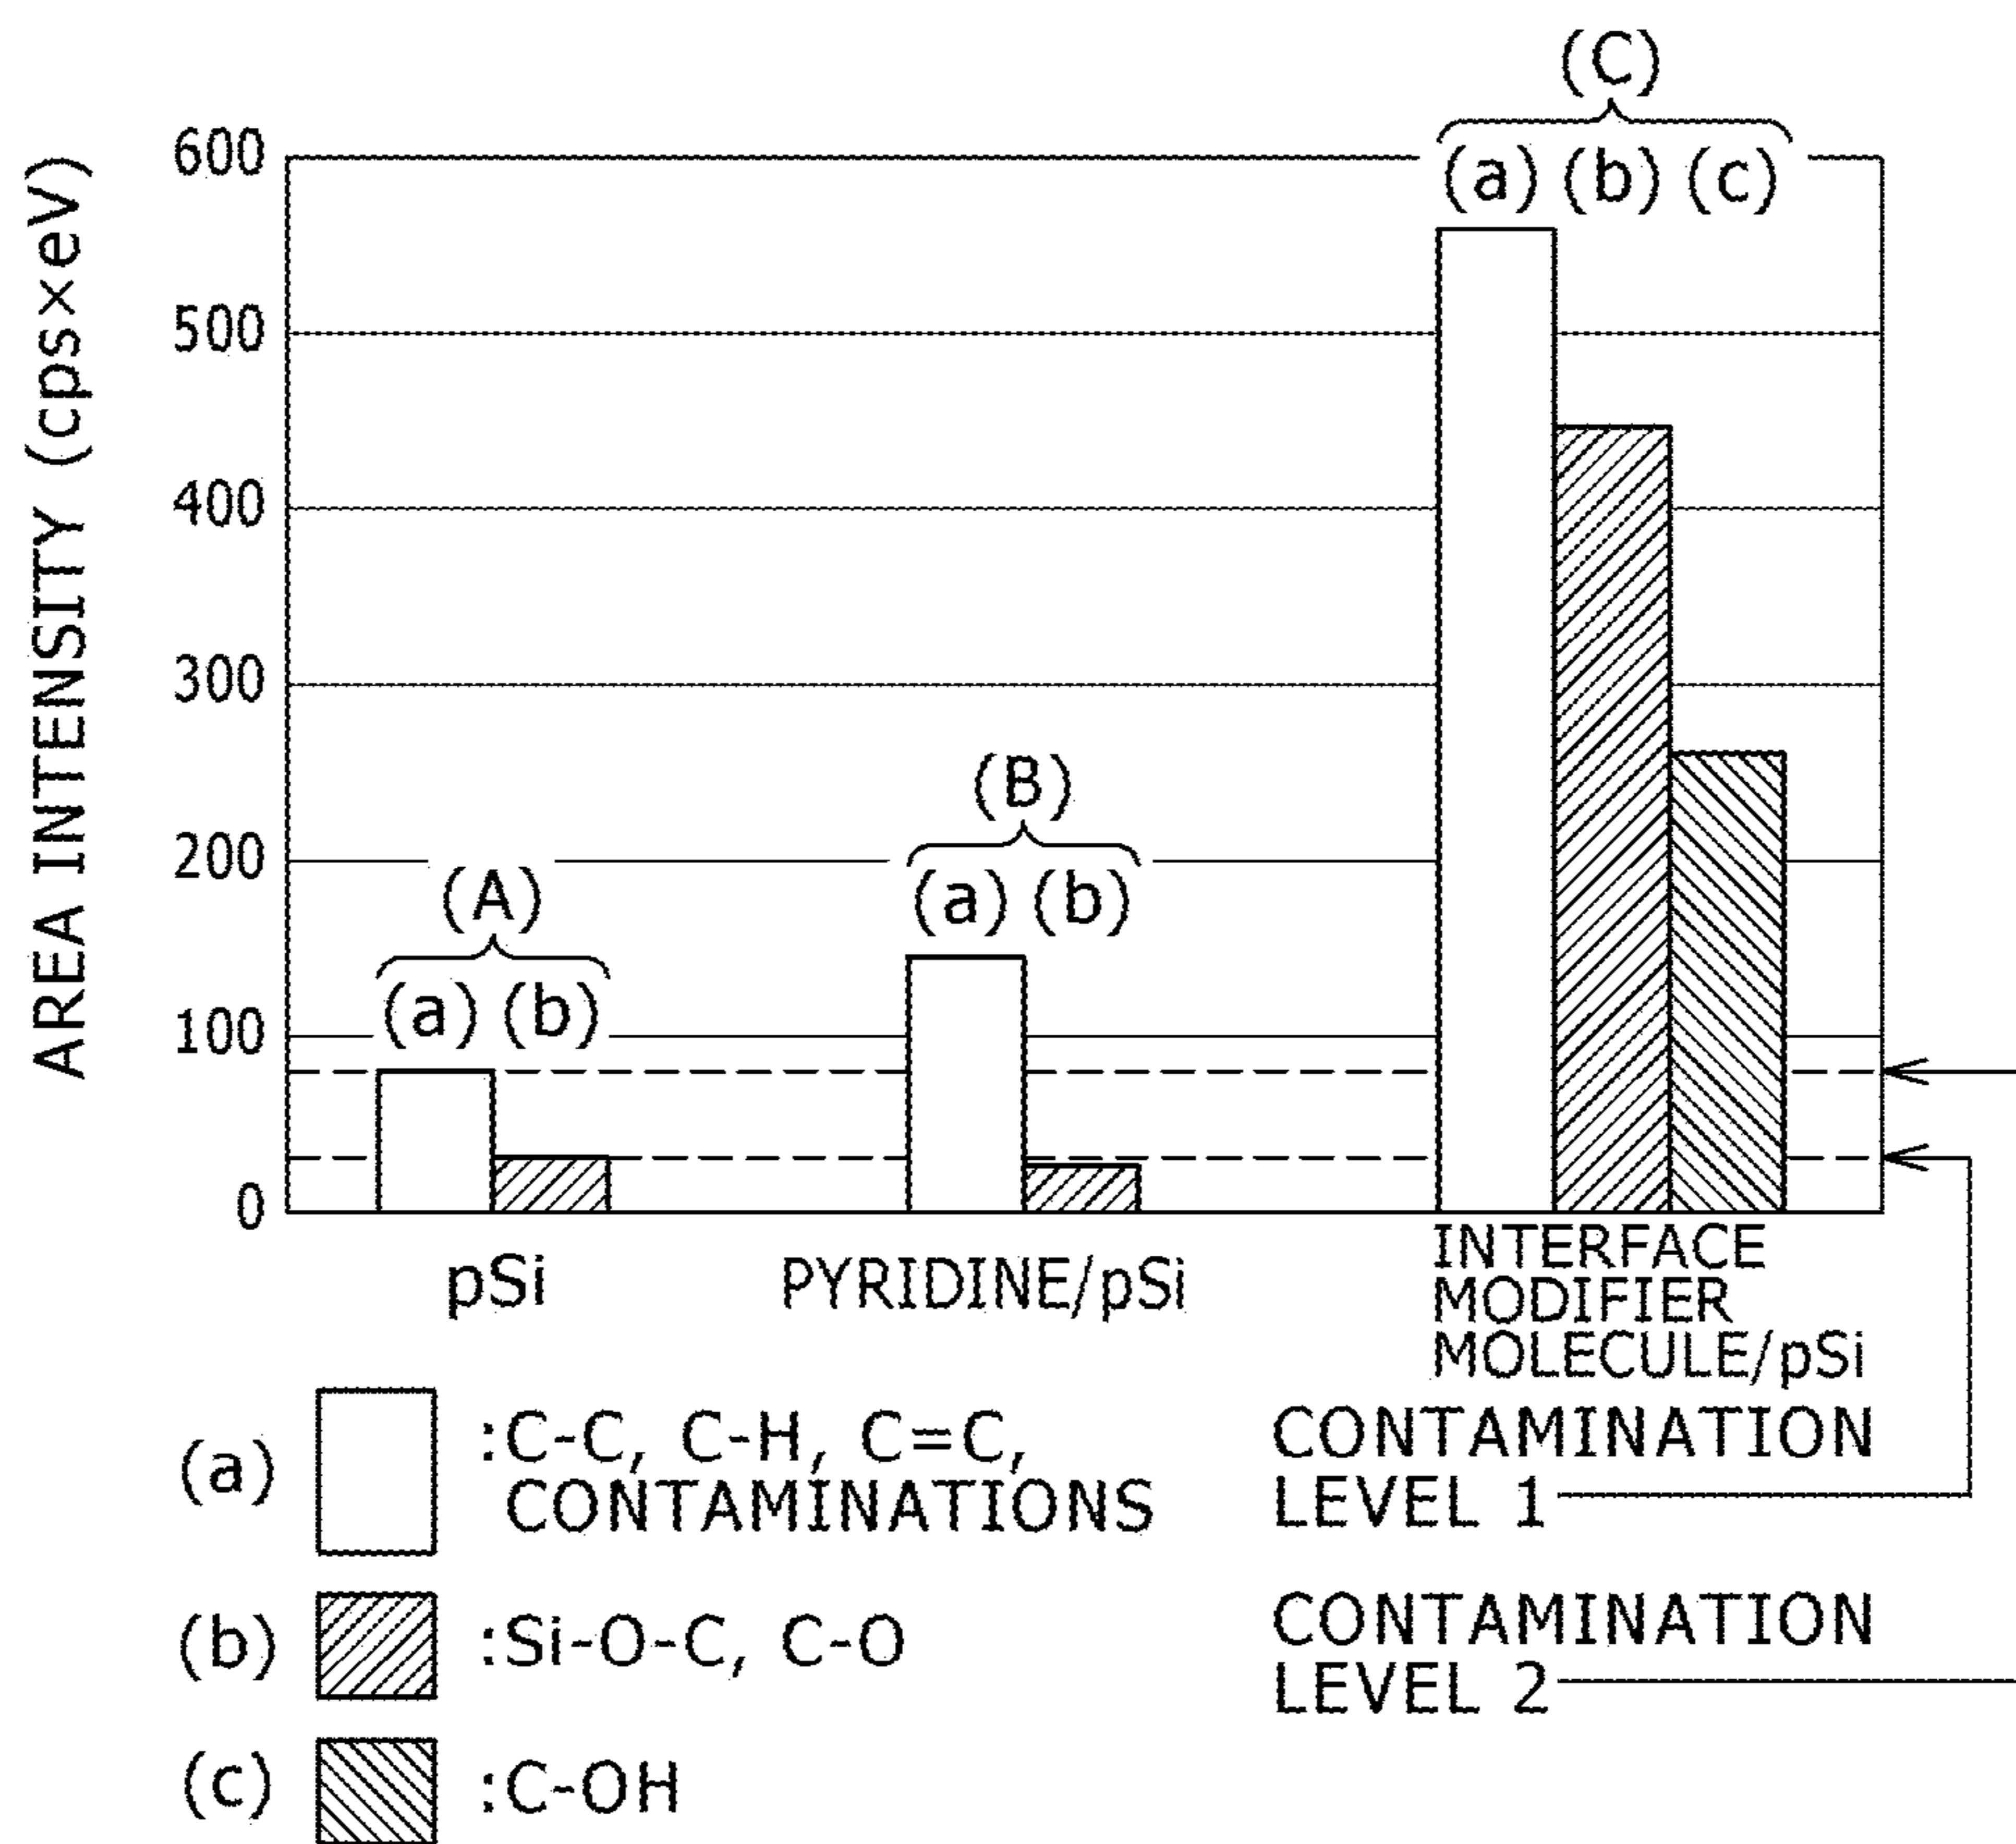 AREA INTENSITY (cps×eV)
600
500
400
300
200
100
0
(A)
(a) (b)
(B)
(a) (b)
(C)
(a) (b) (c)
pSi
PYRIDINE/pSi
INTERFACE
MODIFIER
MOLECULE/pSi
(a) :C-C, C-H, C=C,
CONTAMINATIONS
(b) :Si-O-C, C-O
(c) :C-OH
CONTAMINATION
LEVEL 1
CONTAMINATION
LEVEL 2